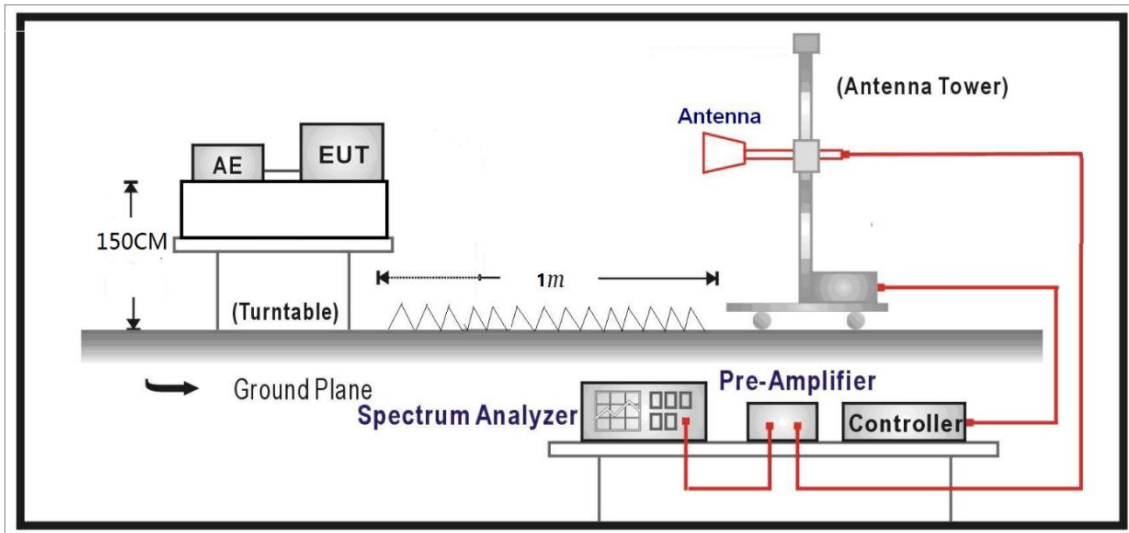 (Antenna Tower)
Antenna
AE
EUT
150CM
1m
(Turntable)
Ground Plane
Pre-Amplifier
Spectrum Analyzer
Controller